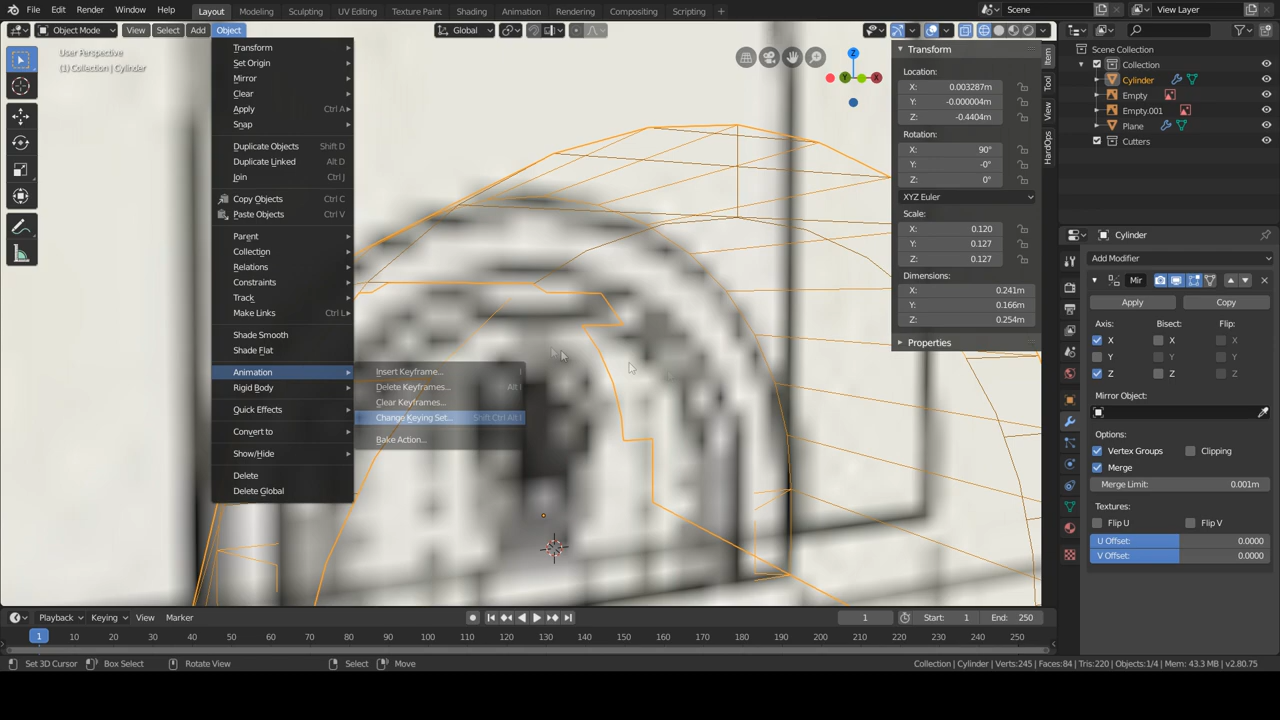 File Edit Render Window Help Layout Modeling Sculpting UV Editing Texture Paint Shading Animation Rendering Compositing Scripting Scene View Layer
Object Mode View Select Add Object Global
User Perspective
(1) Collection | Cylinder
Transform
Set Origin
Mirror
Clear
Apply Ctrl A
Snap
Duplicate Objects Shift D
Duplicate Linked Alt D
Join Ctrl J
Copy Objects Ctrl C
Paste Objects Ctrl V
Parent
Collection
Relations
Constraints
Track
Make Links Ctrl L
Shade Smooth
Shade Flat
Animation
Rigid Body
Quick Effects
Convert to
Show/Hide
Delete
Delete Global
Insert Keyframe... I
Delete Keyframes... Alt I
Clear Keyframes...
Change Keying Set... Shift Ctrl Alt I
Bake Action...
Z
Y
X
Transform
Location:
X: 0.003287m
Y: -0.000004m
Z: -0.4404m
Rotation:
X: 90°
Y: -0°
Z: 0°
XYZ Euler
Scale:
X: 0.120
Y: 0.127
Z: 0.127
Dimensions:
X: 0.241m
Y: 0.166m
Z: 0.254m
Properties
Item
Tool
View
HardOps
Scene Collection
Collection
Cylinder
Empty
Empty.001
Plane
Cutters
Cylinder
Add Modifier
Mir
Apply Copy
Axis: Bisect: Flip:
X X X
Y Y Y
Z Z Z
Mirror Object:
Options:
Vertex Groups Clipping
Merge
Merge Limit: 0.001m
Textures:
Flip U Flip V
U Offset: 0.0000
V Offset: 0.0000
Playback Keying View Marker 1 Start: 1 End: 250
1 10 20 30 40 50 60 70 80 90 100 110 120 130 140 150 160 170 180 190 200 210 220 230 240 250
Set 3D Cursor Box Select Rotate View Select Move Collection | Cylinder | Verts:245 | Faces:84 | Tris:220 | Objects:1/4 | Mem: 43.3 MB | v2.80.75